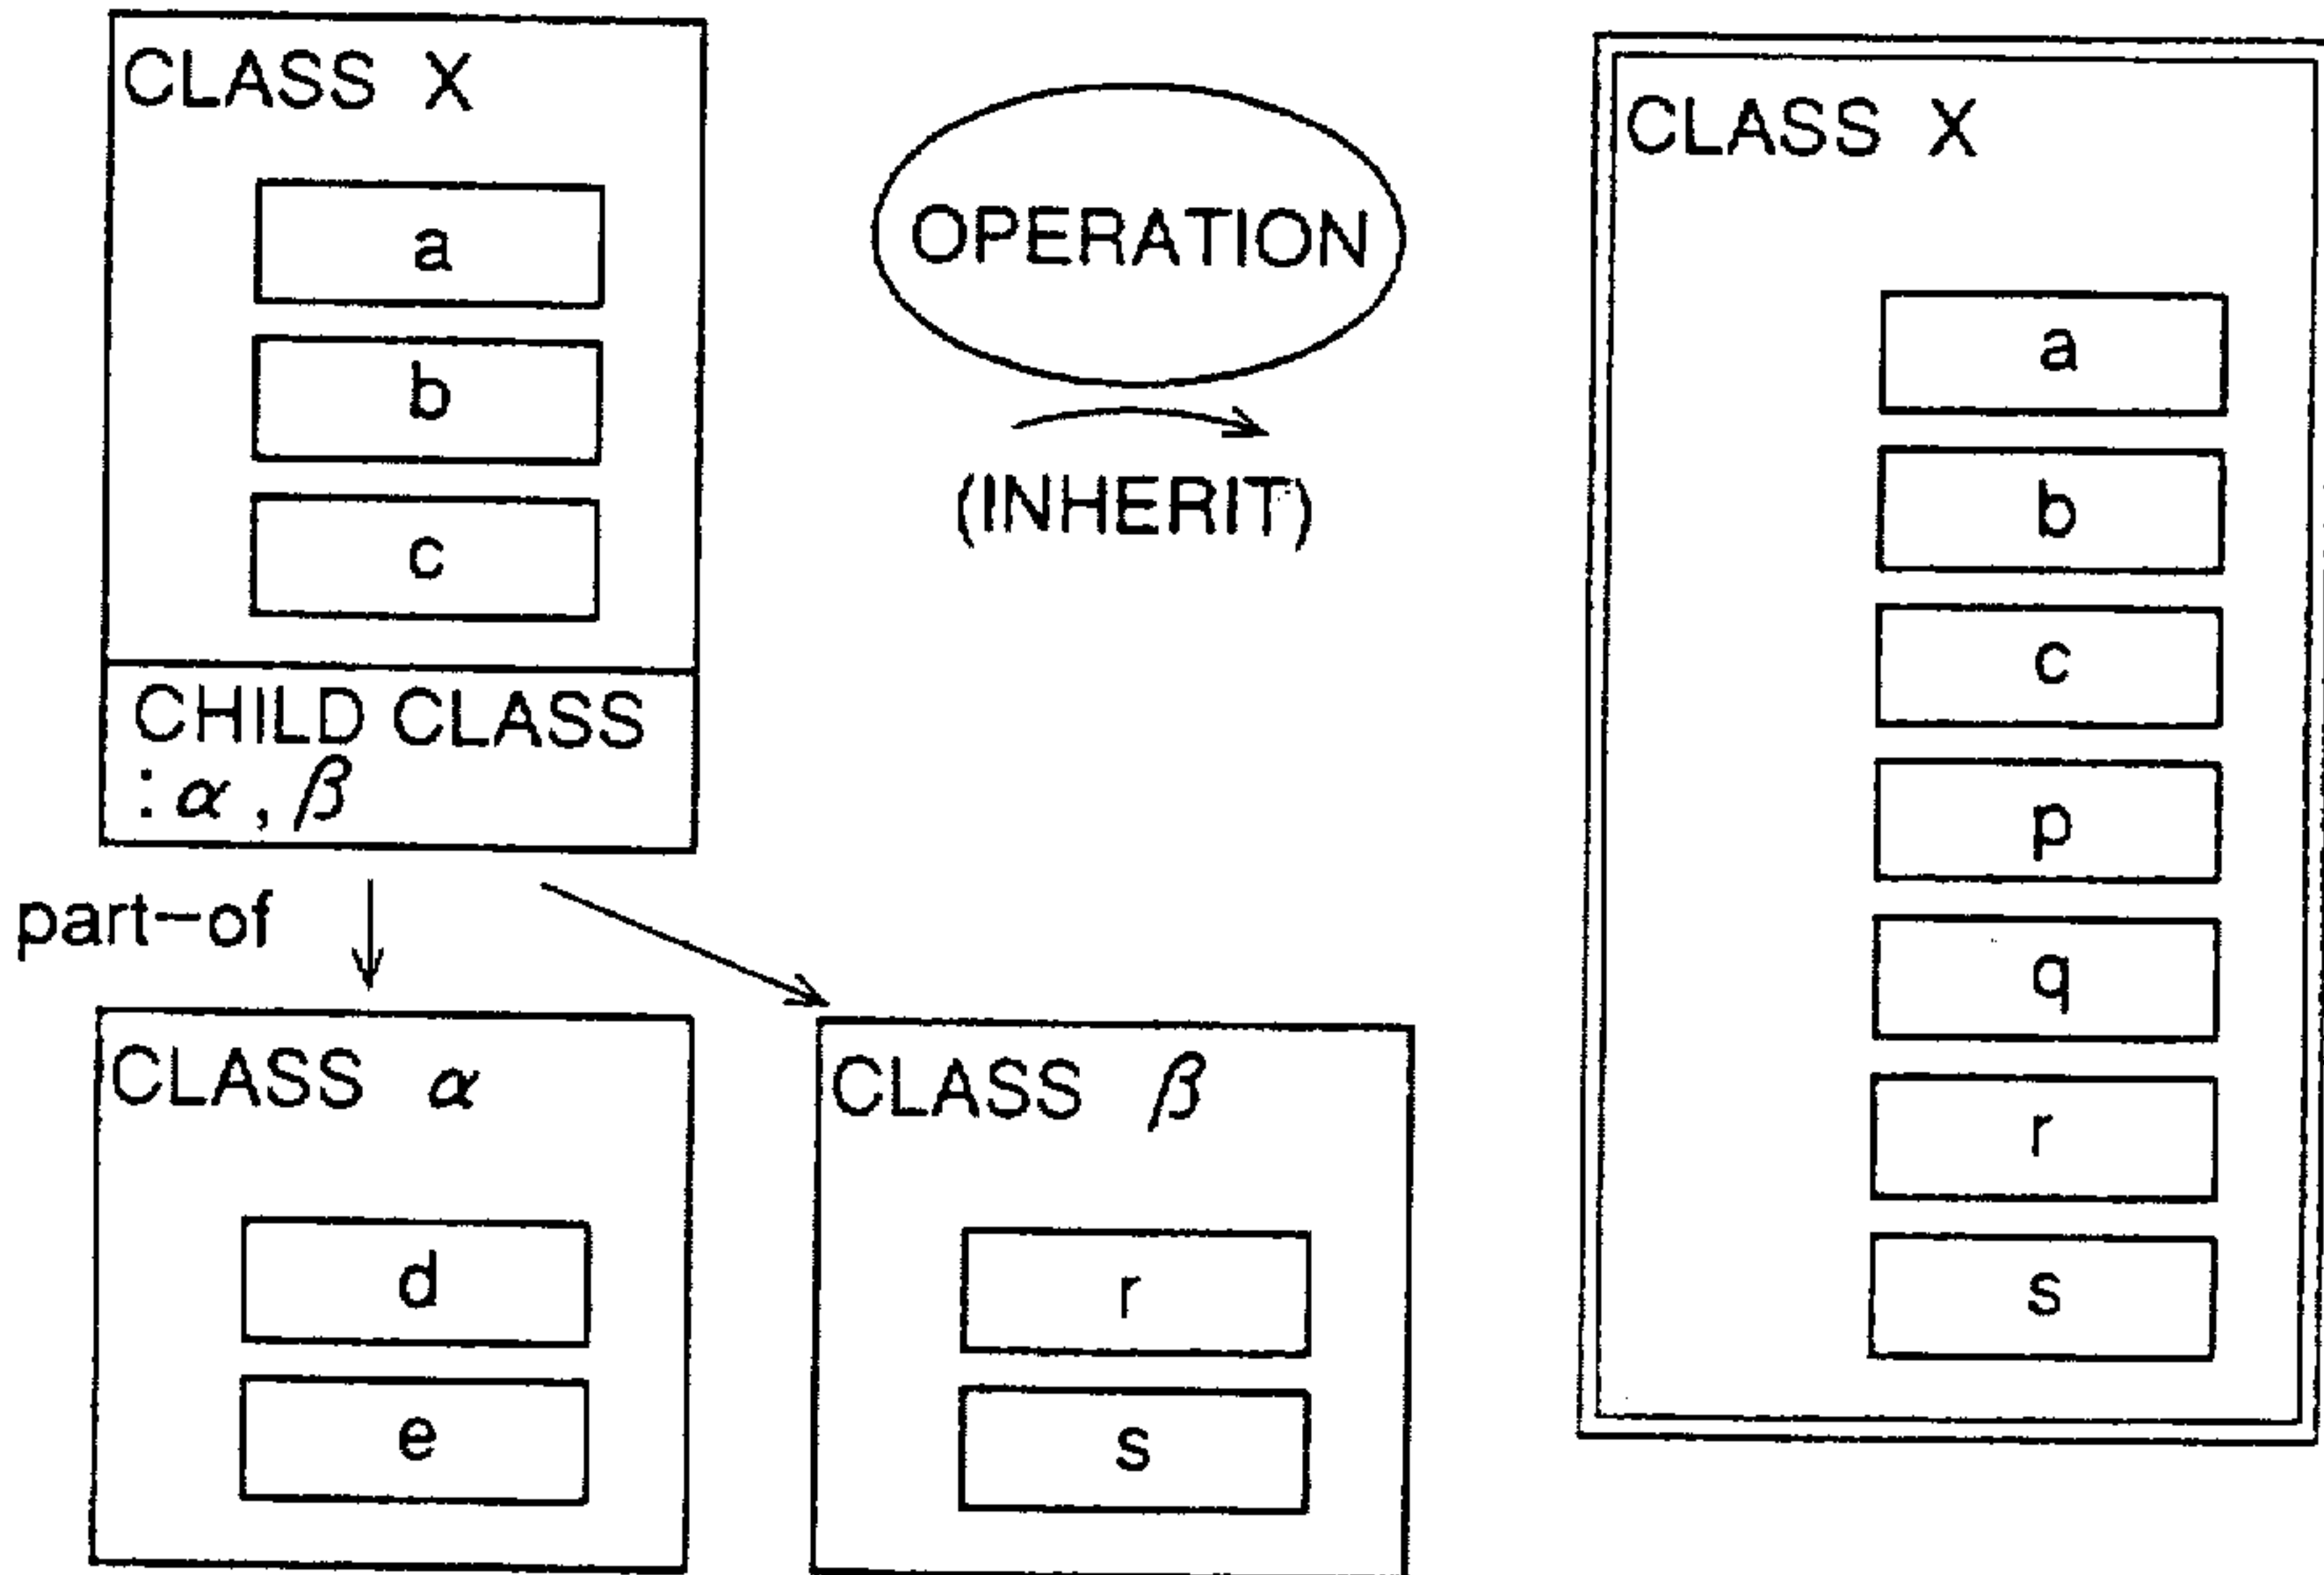 CLASS X
a
b
c
CHILD CLASS
: α , β
part-of
CLASS α
d
e
CLASS β
r
s
OPERATION
(INHERIT)
CLASS X
a
b
c
p
q
r
s